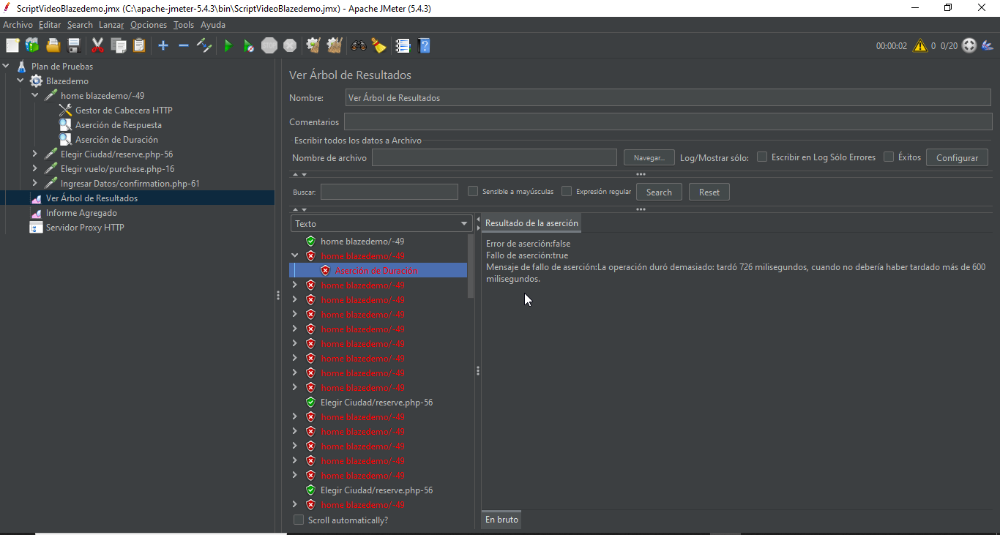 ScriptVideoBlazedemo.jmx (C:\apache-jmeter-5.4.3\bin\ScriptVideoBlazedemo.jmx) - Apache JMeter (5.4.3)
Archivo Editar Search Lanzar Opciones Tools Ayuda
STOP
00:00:02 0 0/20
Plan de Pruebas
Blazedemo
home blazedemo/-49
Gestor de Cabecera HTTP
Aserción de Respuesta
Aserción de Duración
Elegir Ciudad/reserve.php-56
Elegir vuelo/purchase.php-16
Ingresar Datos/confirmation.php-61
Ver Árbol de Resultados
Informe Agregado
Servidor Proxy HTTP
Ver Árbol de Resultados
Nombre: Ver Árbol de Resultados
Comentarios
Escribir todos los datos a Archivo
Nombre de archivo Navegar... Log/Mostrar sólo: Escribir en Log Sólo Errores Éxitos Configurar
Buscar: Sensible a mayúsculas Expresión regular Search Reset
Texto
home blazedemo/-49
home blazedemo/-49
Aserción de Duración
home blazedemo/-49
home blazedemo/-49
home blazedemo/-49
home blazedemo/-49
home blazedemo/-49
home blazedemo/-49
home blazedemo/-49
home blazedemo/-49
Elegir Ciudad/reserve.php-56
home blazedemo/-49
home blazedemo/-49
home blazedemo/-49
home blazedemo/-49
home blazedemo/-49
Elegir Ciudad/reserve.php-56
home blazedemo/-49
Scroll automatically?
Resultado de la aserción
Error de aserción:false
Fallo de aserción:true
Mensaje de fallo de aserción:La operación duró demasiado: tardó 726 milisegundos, cuando no debería haber tardado más de 600
milisegundos.
En bruto